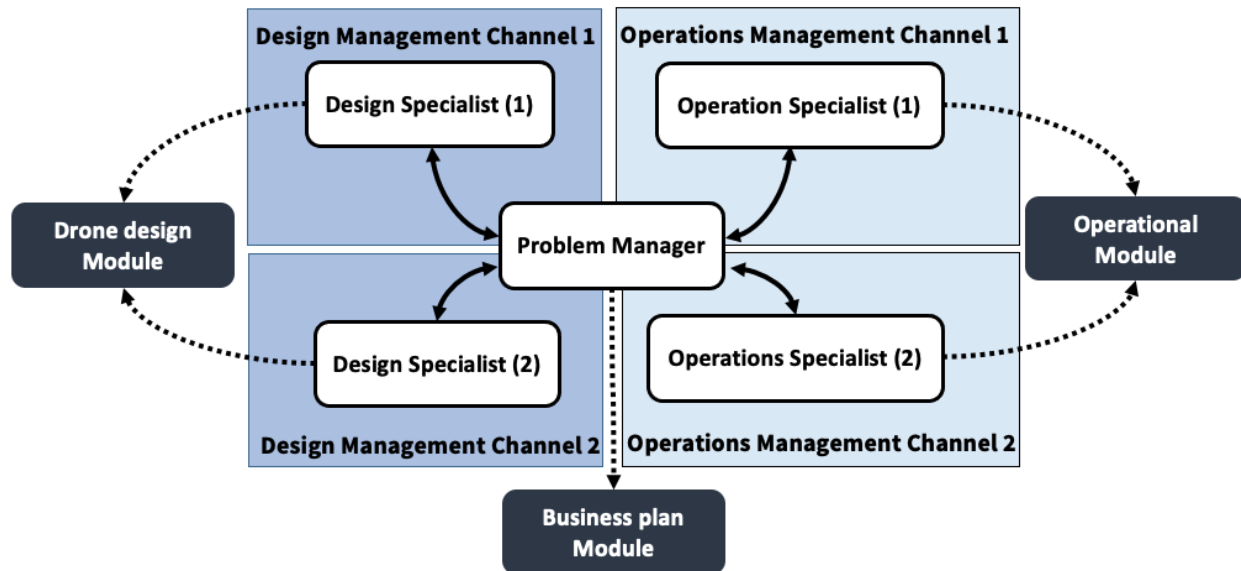 Design Management Channel 1
Operations Management Channel 1
Design Specialist (1)
Operation Specialist (1)
Drone design
Module
Problem Manager
Operational
Module
Design Specialist (2)
Operations Specialist (2)
Design Management Channel 2
Operations Management Channel 2
Business plan
Module